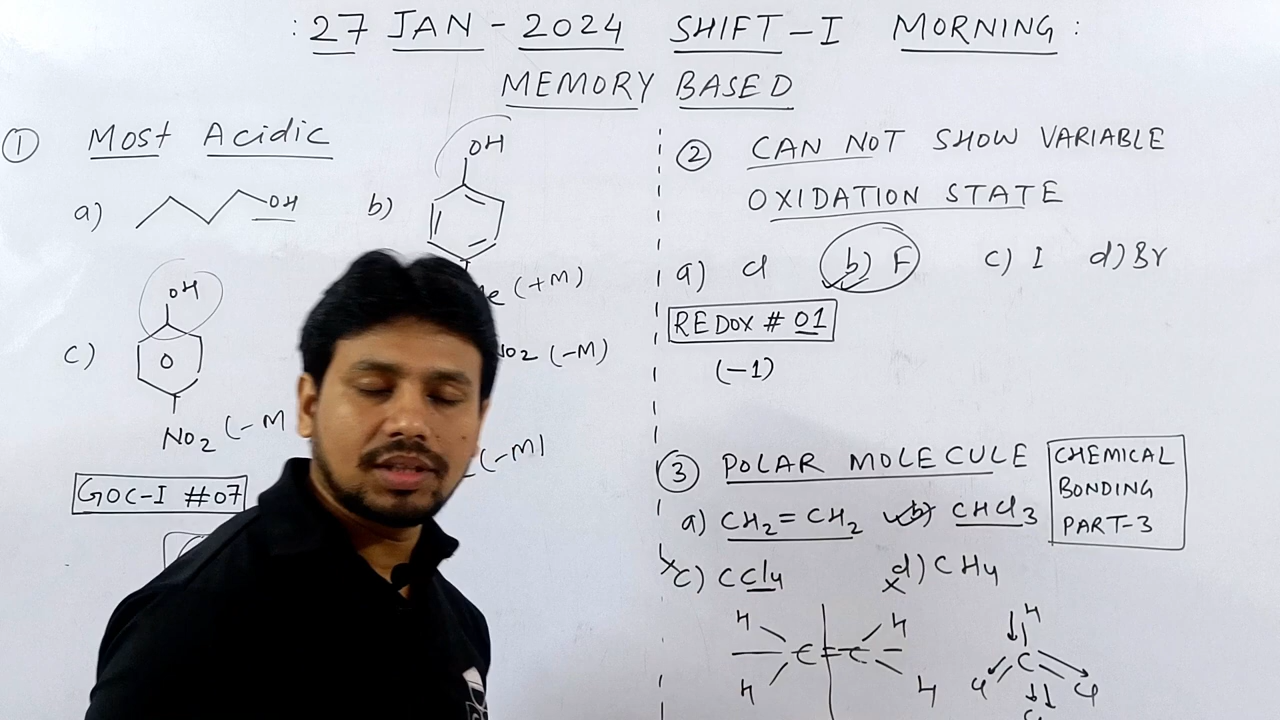 : 27 JAN - 2024 SHIFT-I MORNING :
MEMORY BASED
① Most Acidic
a) OH
b) OH
(+M)
NO2 (-M)
c) OH
NO2 (-M
(-M)
GOC-I #07
② CAN NOT SHOW VARIABLE
OXIDATION STATE
a) Cl b) F c) I d) Br
REDOX # 01
(-1)
③ POLAR MOLECULE
a) CH2=CH2 b) CHCl3
c) CCl4 d) CH4
CHEMICAL
BONDING
PART-3
H H
C=C
H H
H
C
Cl Cl